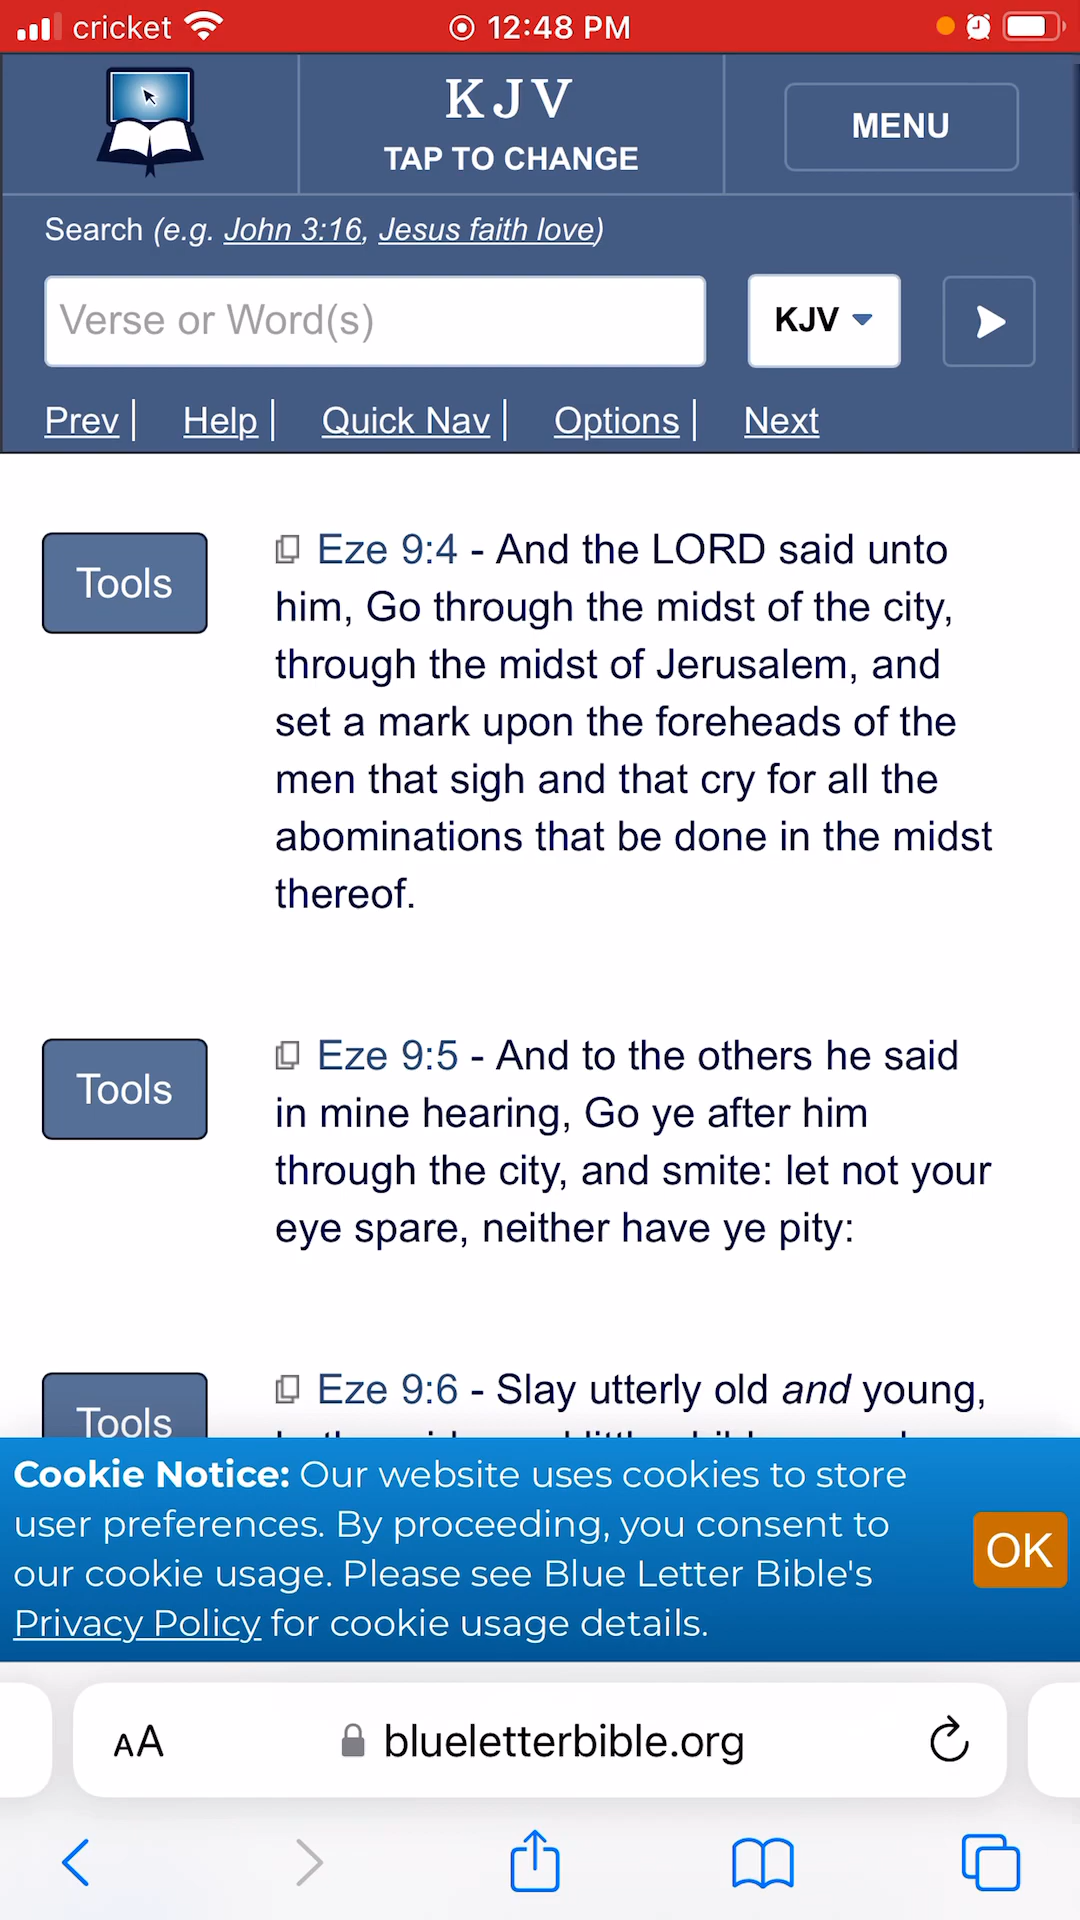 cricket 12:48 PM
KJV
TAP TO CHANGE
MENU
Search (e.g. John 3:16, Jesus faith love)
Verse or Word(s)
KJV
Prev | Help | Quick Nav | Options | Next
Tools
Eze 9:4 - And the LORD said unto
him, Go through the midst of the city,
through the midst of Jerusalem, and
set a mark upon the foreheads of the
men that sigh and that cry for all the
abominations that be done in the midst
thereof.
Tools
Eze 9:5 - And to the others he said
in mine hearing, Go ye after him
through the city, and smite: let not your
eye spare, neither have ye pity:
Tools
Eze 9:6 - Slay utterly old and young,
Cookie Notice: Our website uses cookies to store
user preferences. By proceeding, you consent to
our cookie usage. Please see Blue Letter Bible's
Privacy Policy for cookie usage details.
OK
AA blueletterbible.org